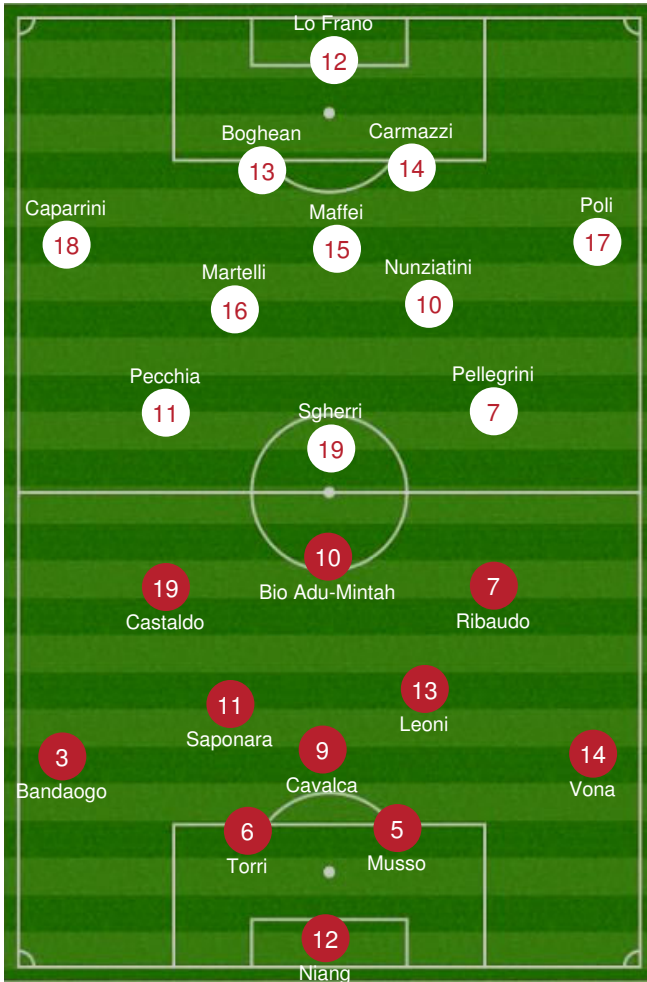 Lo Frano
12
Boghean
13
Carmazzi
14
Caparrini
18
Maffei
15
Poli
17
Martelli
16
Nunziatini
10
Pecchia
11
Pellegrini
7
Sgherri
19
10
Bio Adu-Mintah
19
Castaldo
7
Ribaudo
13
Leoni
11
Saponara
9
Cavalca
3
Bandaogo
14
Vona
6
Torri
5
Musso
12
Niang